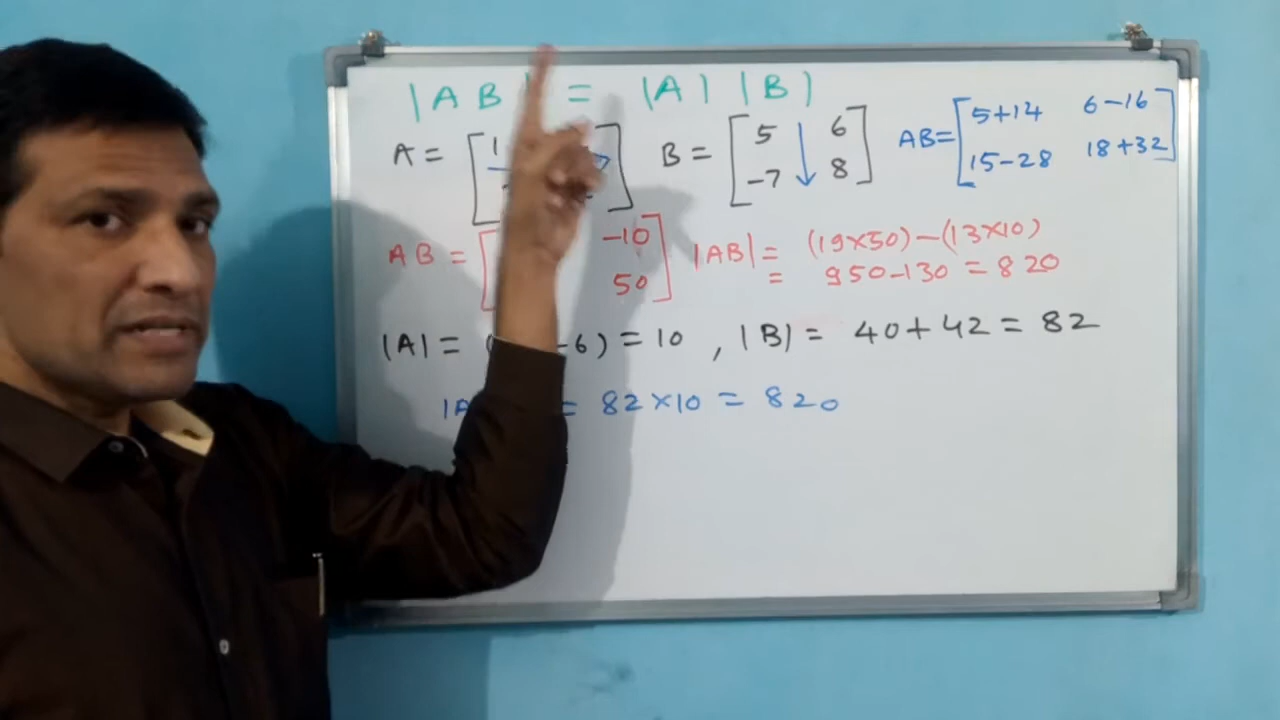 |AB| = |A| |B|
A = [1 B = [5 6 AB = [5+14 6-16
-7 8] 15-28 18+32]
AB = [ -10 |AB| = (19×50)-(13×10)
50] = 950-130 = 820
|A| = ( -6) = 10 , |B| = 40+42 = 82
|A = 82×10 = 820